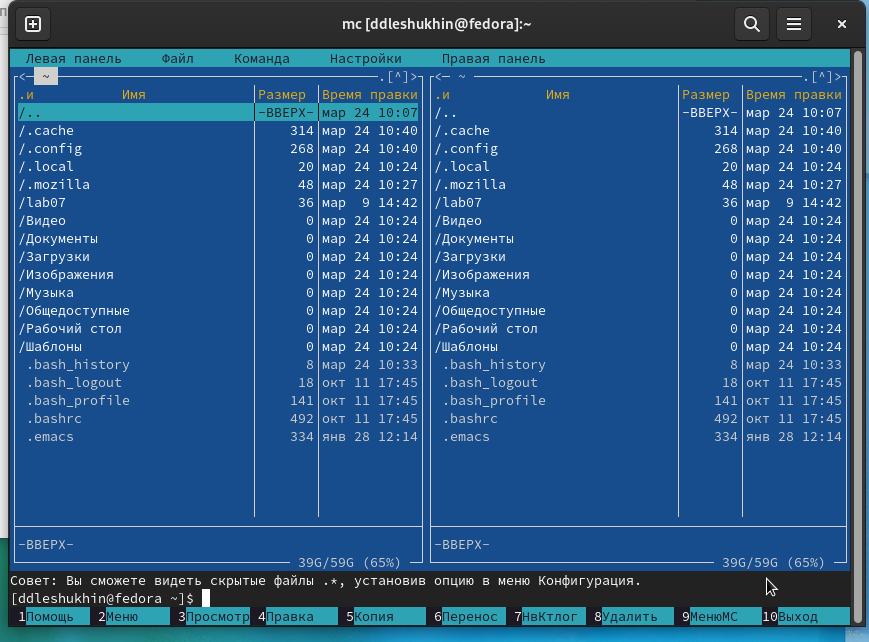 mc [ddleshukhin@fedora]:~
Левая панель Файл Команда Настройки Правая панель
<— ~ .[^]> <— ~ .[^]>
.и Имя Размер Время правки .и Имя Размер Время правки
/.. -ВВЕРХ- мар 24 10:07 /.. -ВВЕРХ- мар 24 10:07
/.cache 314 мар 24 10:40 /.cache 314 мар 24 10:40
/.config 268 мар 24 10:40 /.config 268 мар 24 10:40
/.local 20 мар 24 10:24 /.local 20 мар 24 10:24
/.mozilla 48 мар 24 10:27 /.mozilla 48 мар 24 10:27
/lab07 36 мар  9 14:42 /lab07 36 мар  9 14:42
/Видео 0 мар 24 10:24 /Видео 0 мар 24 10:24
/Документы 0 мар 24 10:24 /Документы 0 мар 24 10:24
/Загрузки 0 мар 24 10:24 /Загрузки 0 мар 24 10:24
/Изображения 0 мар 24 10:24 /Изображения 0 мар 24 10:24
/Музыка 0 мар 24 10:24 /Музыка 0 мар 24 10:24
/Общедоступные 0 мар 24 10:24 /Общедоступные 0 мар 24 10:24
/Рабочий стол 0 мар 24 10:24 /Рабочий стол 0 мар 24 10:24
/Шаблоны 0 мар 24 10:24 /Шаблоны 0 мар 24 10:24
.bash_history 8 мар 24 10:33 .bash_history 8 мар 24 10:33
.bash_logout 18 окт 11 17:45 .bash_logout 18 окт 11 17:45
.bash_profile 141 окт 11 17:45 .bash_profile 141 окт 11 17:45
.bashrc 492 окт 11 17:45 .bashrc 492 окт 11 17:45
.emacs 334 янв 28 12:14 .emacs 334 янв 28 12:14
-ВВЕРХ- -ВВЕРХ-
39G/59G (65%) 39G/59G (65%)
Совет: Вы сможете видеть скрытые файлы .*, установив опцию в меню Конфигурация.
[ddleshukhin@fedora ~]$
1Помощь 2Меню 3Просмотр 4Правка 5Копия 6Перенос 7НвКтлог 8Удалить 9МенюMC 10Выход